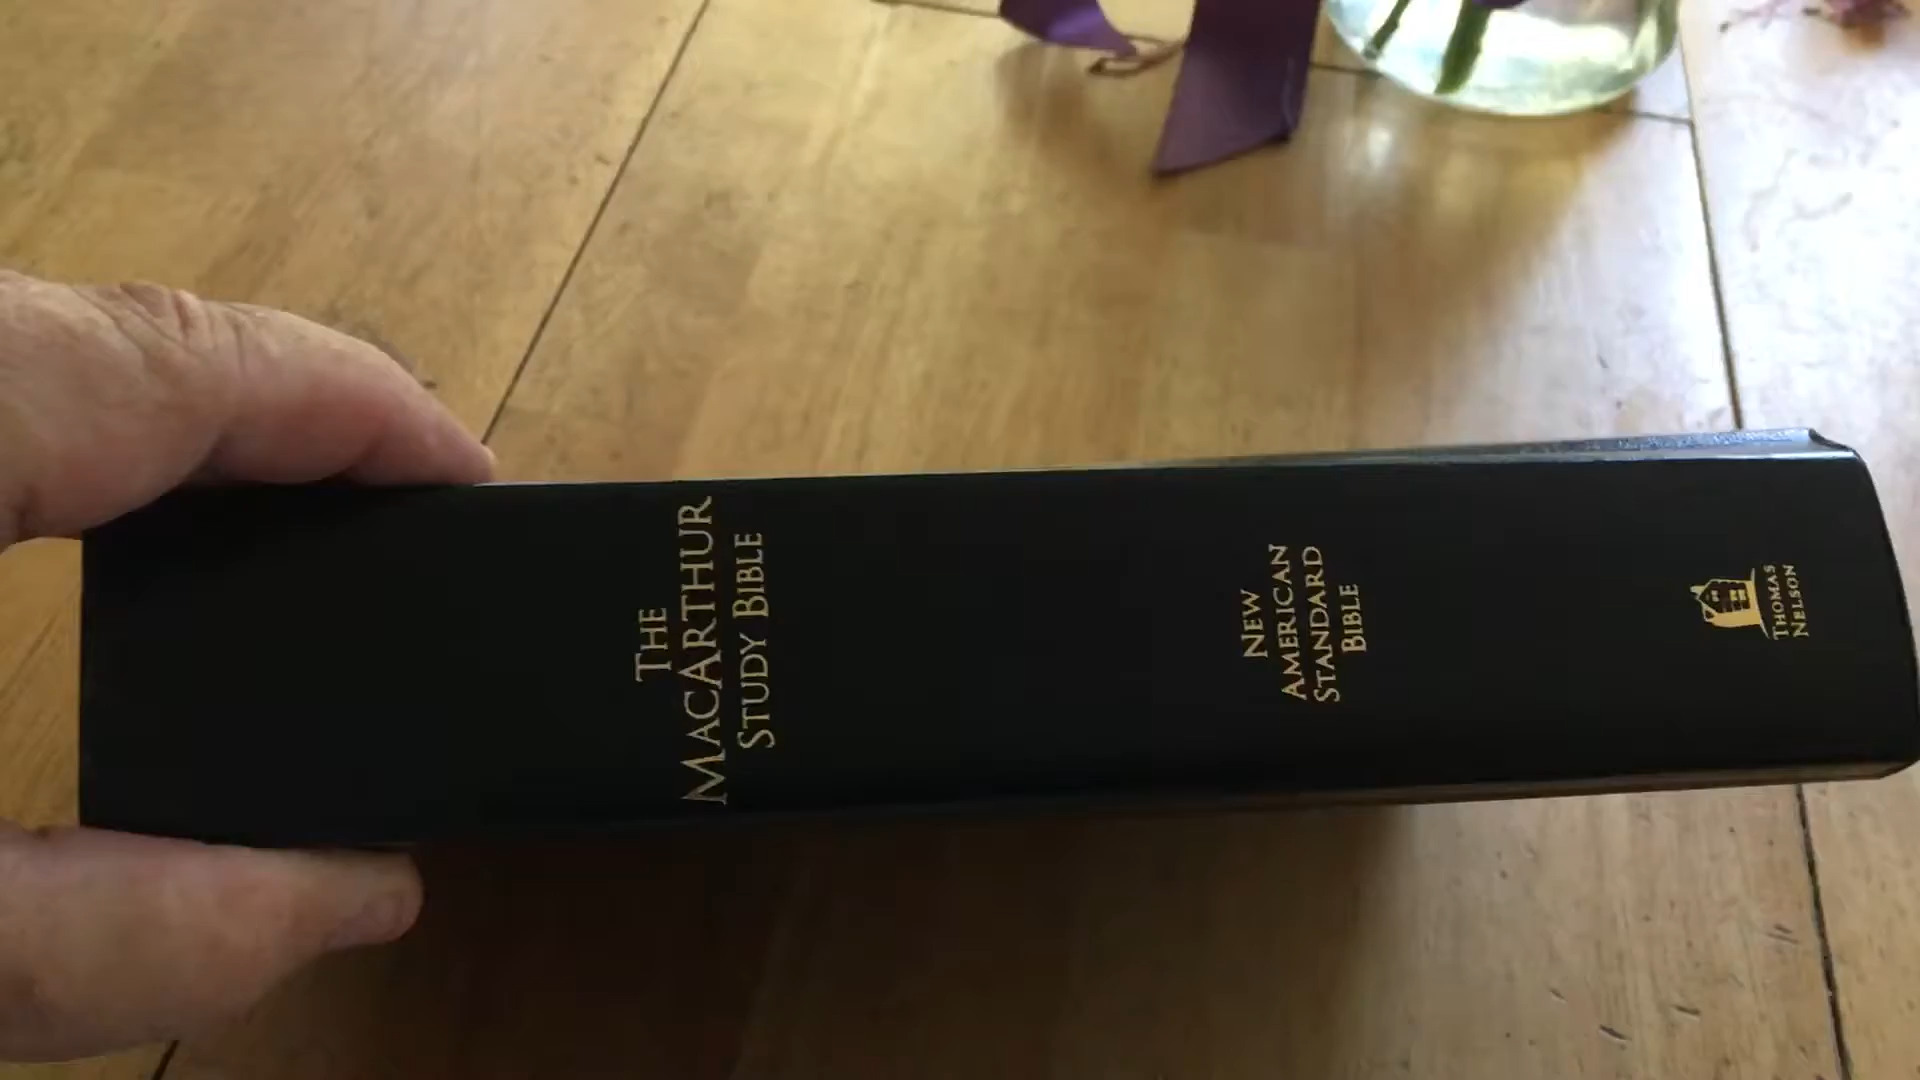 THE
MACARTHUR
STUDY BIBLE
NEW
AMERICAN
STANDARD
BIBLE
THOMAS
NELSON